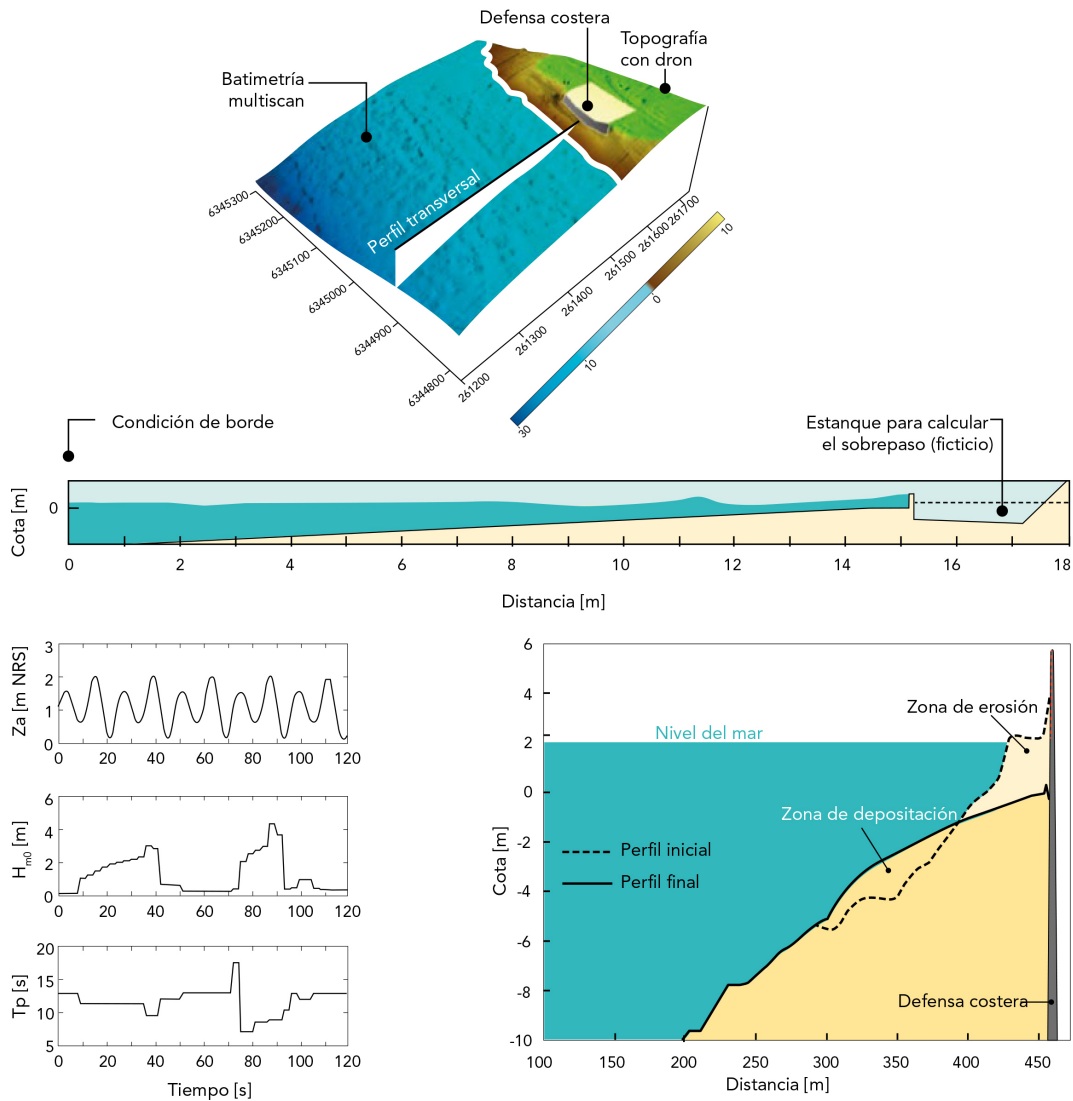 Defensa costera
Topografía
con dron
Batimetría
multiscan
Perfil transversal
6345300
6345200
6345100
6345000
6344900
6344800
261200
261300
261400
261500
261600
261700
10
0
10
30
Condición de borde
Estanque para calcular
el sobrepaso (ficticio)
Cota [m]
0
0 2 4 6 8 10 12 14 16 18
Distancia [m]
Za [m NRS]
3
2
1
0
0 20 40 60 80 100 120
Hm0 [m]
6
4
2
0
0 20 40 60 80 100 120
Tp [s]
20
15
10
5
0 20 40 60 80 100 120
Tiempo [s]
Cota [m]
6
4
2
0
-2
-4
-6
-8
-10
Zona de erosión
Nivel del mar
Zona de depositación
Perfil inicial
Perfil final
Defensa costera
100 150 200 250 300 350 400 450
Distancia [m]